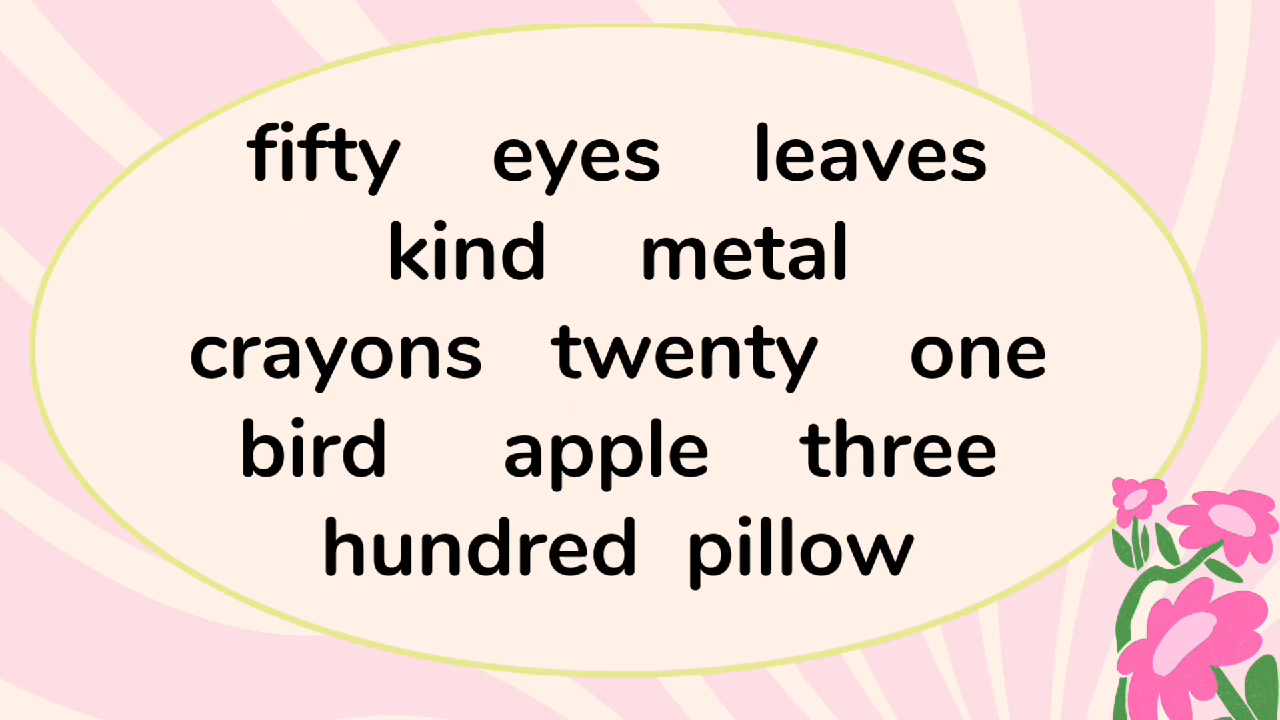 fifty eyes leaves
kind metal
crayons twenty one
bird apple three
hundred pillow